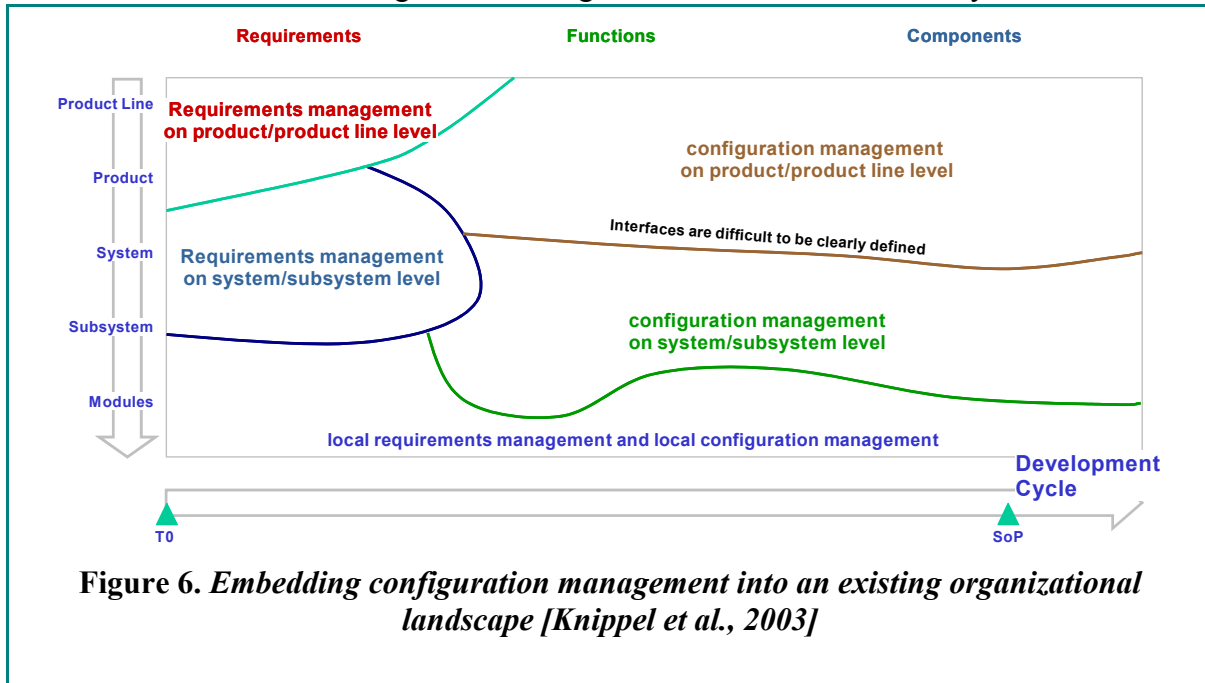 Requirements
Functions
Components
Product Line
Product
System
Subsystem
Modules
Requirements management
on product/product line level
configuration management
on product/product line level
Interfaces are difficult to be clearly defined
Requirements management
on system/subsystem level
configuration management
on system/subsystem level
local requirements management and local configuration management
Development
Cycle
T0
SoP
Figure 6. Embedding configuration management into an existing organizational
landscape [Knippel et al., 2003]